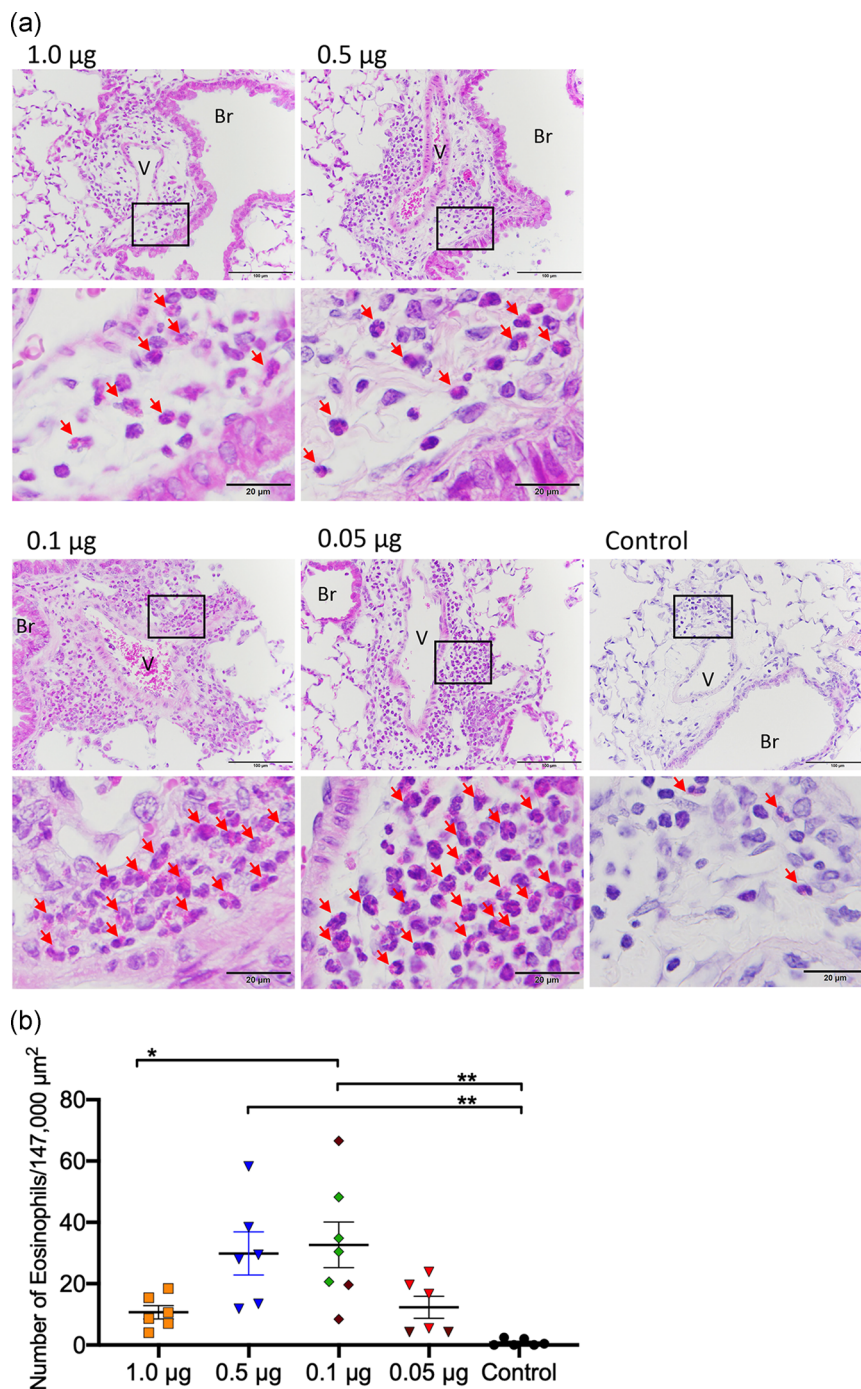 (a)
1.0 µg
0.5 µg
Br
V
100 µm
Br
V
100 µm
20 µm
20 µm
0.1 µg
0.05 µg
Control
Br
V
100 µm
Br
V
100 µm
V
Br
100 µm
20 µm
20 µm
20 µm
(b)
Number of Eosinophils/147,000 µm²
*
**
**
80
60
40
20
0
1.0 µg
0.5 µg
0.1 µg
0.05 µg
Control